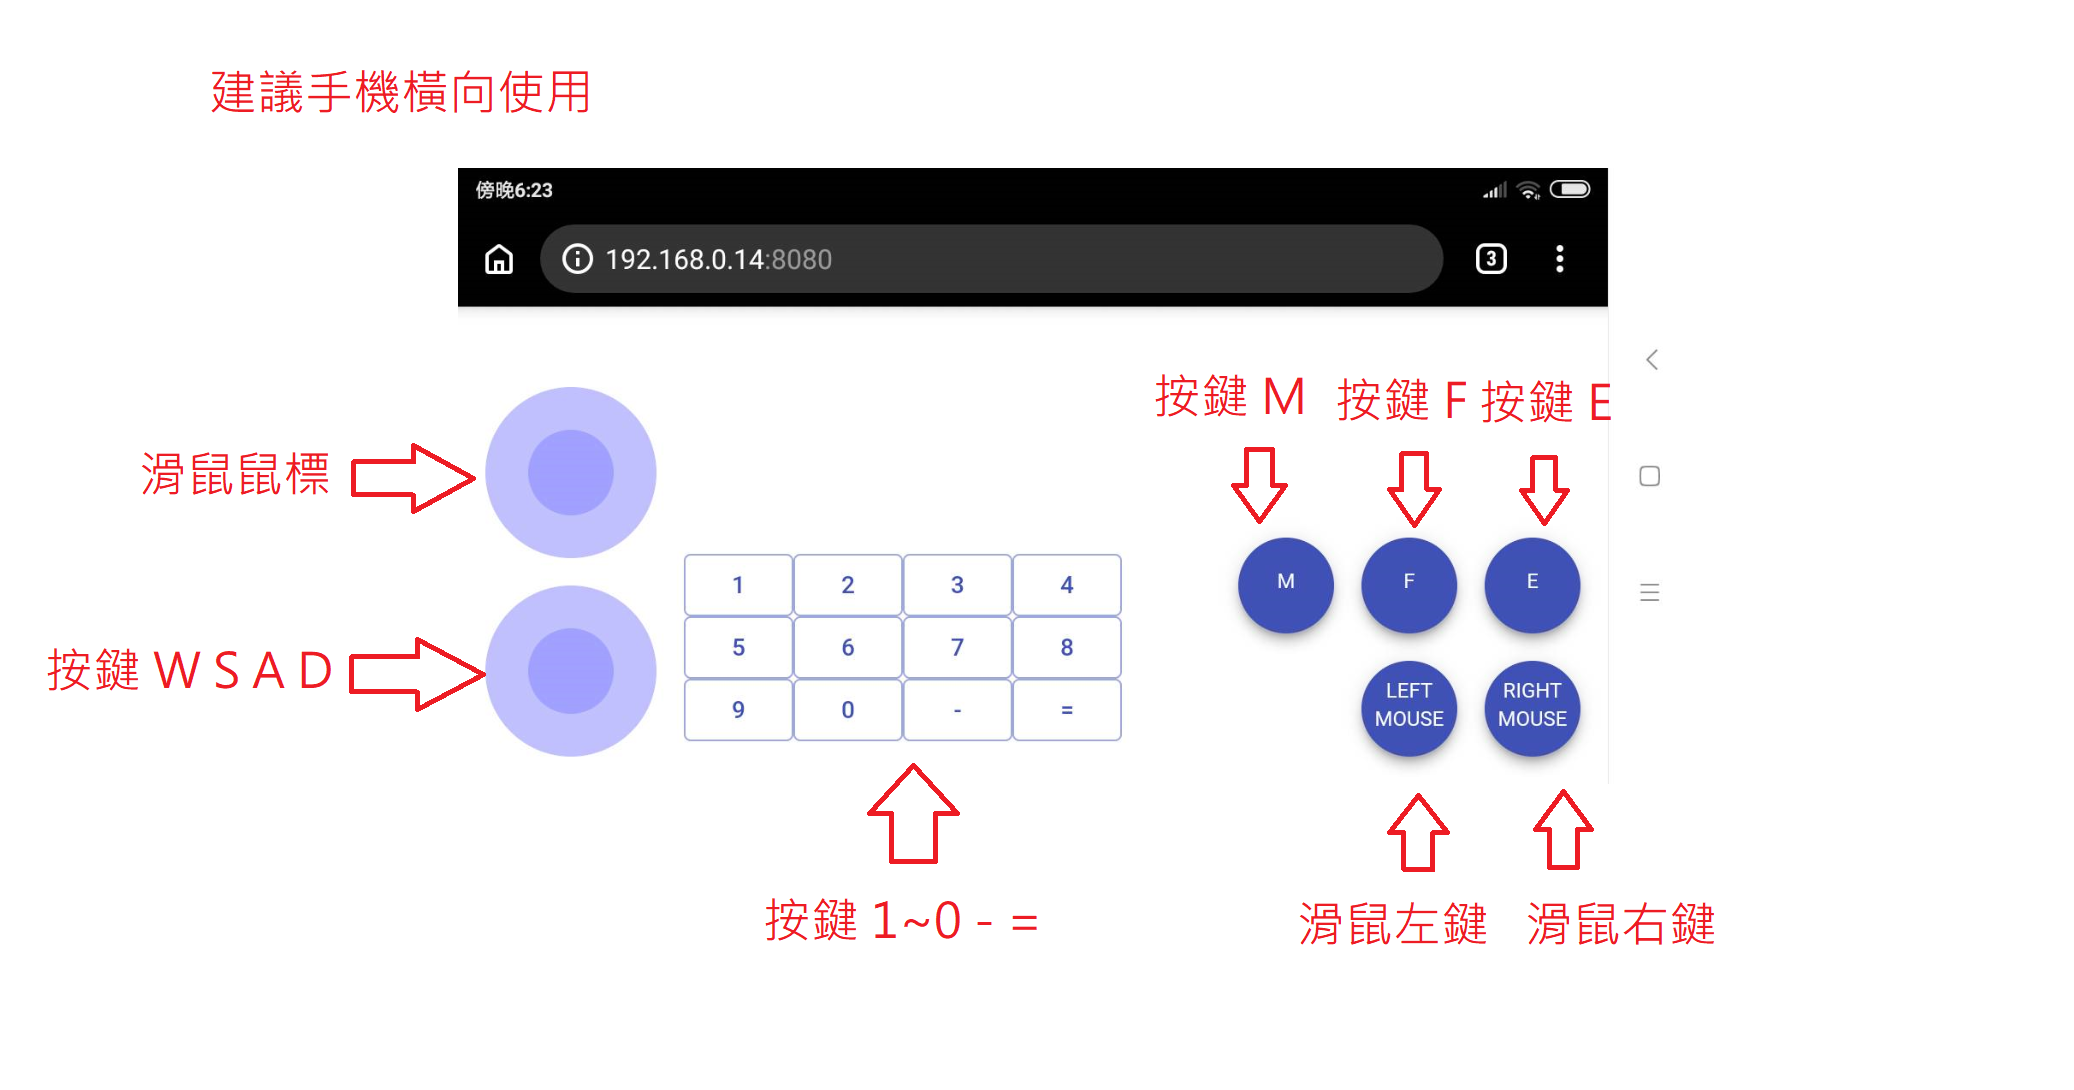 建議手機橫向使用
傍晚6:23
192.168.0.14:8080
3
按鍵 M
按鍵 F
按鍵 E
滑鼠鼠標
按鍵 W S A D
1
2
3
4
5
6
7
8
9
0
-
=
M
F
E
LEFT
MOUSE
RIGHT
MOUSE
按鍵 1~0 - =
滑鼠左鍵
滑鼠右鍵